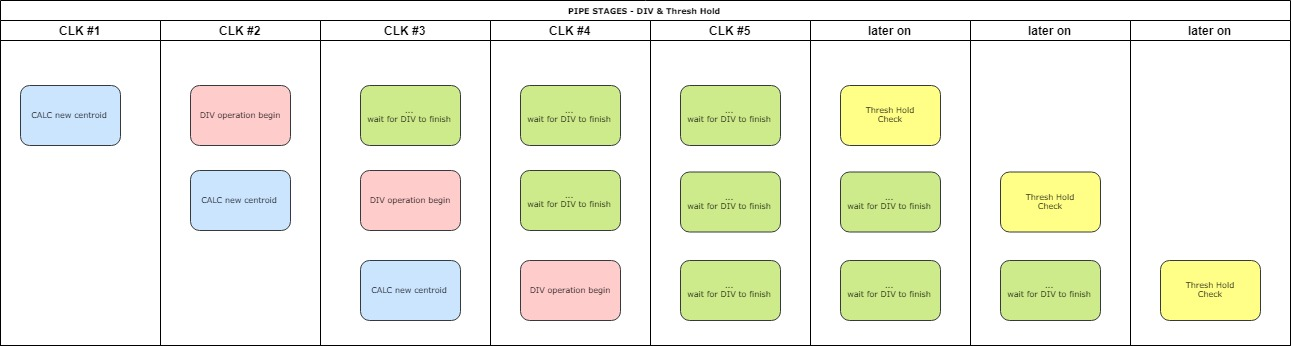 PIPE STAGES - DIV & Thresh Hold
CLK #1
CLK #2
CLK #3
CLK #4
CLK #5
later on
later on
later on
CALC new centroid
DIV operation begin
...
wait for DIV to finish
...
wait for DIV to finish
...
wait for DIV to finish
Thresh Hold
Check
CALC new centroid
DIV operation begin
...
wait for DIV to finish
...
wait for DIV to finish
...
wait for DIV to finish
Thresh Hold
Check
CALC new centroid
DIV operation begin
...
wait for DIV to finish
...
wait for DIV to finish
...
wait for DIV to finish
Thresh Hold
Check